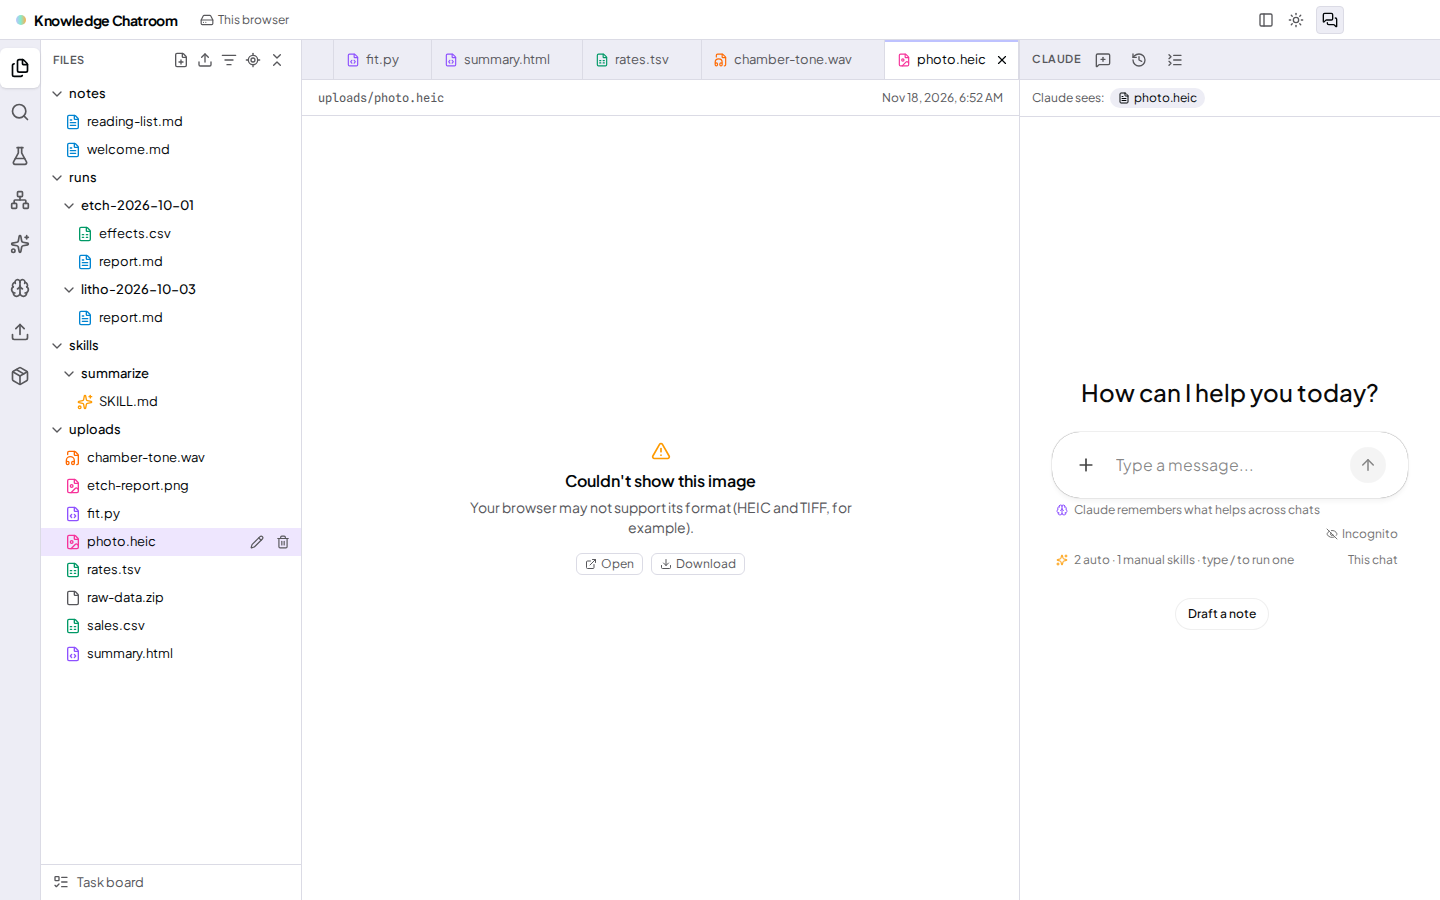 Knowledge Chatroom
This browser
FILES
notes
reading-list.md
welcome.md
runs
etch-2026-10-01
effects.csv
report.md
litho-2026-10-03
report.md
skills
summarize
SKILL.md
uploads
chamber-tone.wav
etch-report.png
fit.py
photo.heic
rates.tsv
raw-data.zip
sales.csv
summary.html
Task board
fit.py
summary.html
rates.tsv
chamber-tone.wav
photo.heic
uploads/photo.heic
Nov 18, 2026, 6:52 AM
Couldn't show this image
Your browser may not support its format (HEIC and TIFF, for
example).
Open
Download
CLAUDE
Claude sees: photo.heic
How can I help you today?
Type a message...
Claude remembers what helps across chats
Incognito
2 auto · 1 manual skills · type / to run one
This chat
Draft a note